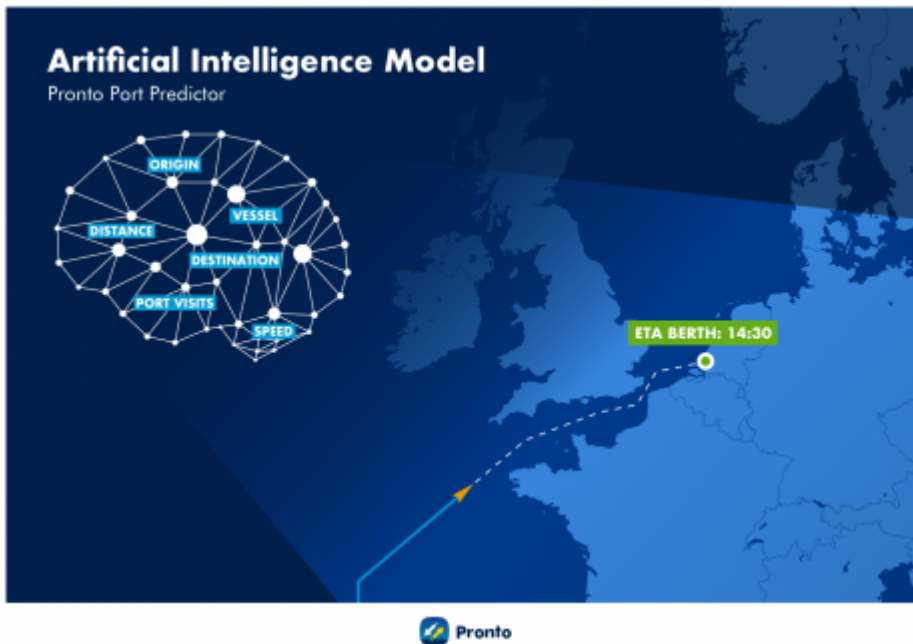 Artificial Intelligence Model
Pronto Port Predictor
ORIGIN
VESSEL
DISTANCE
DESTINATION
PORT VISITS
SPEED
ETA BERTH: 14:30
Pronto